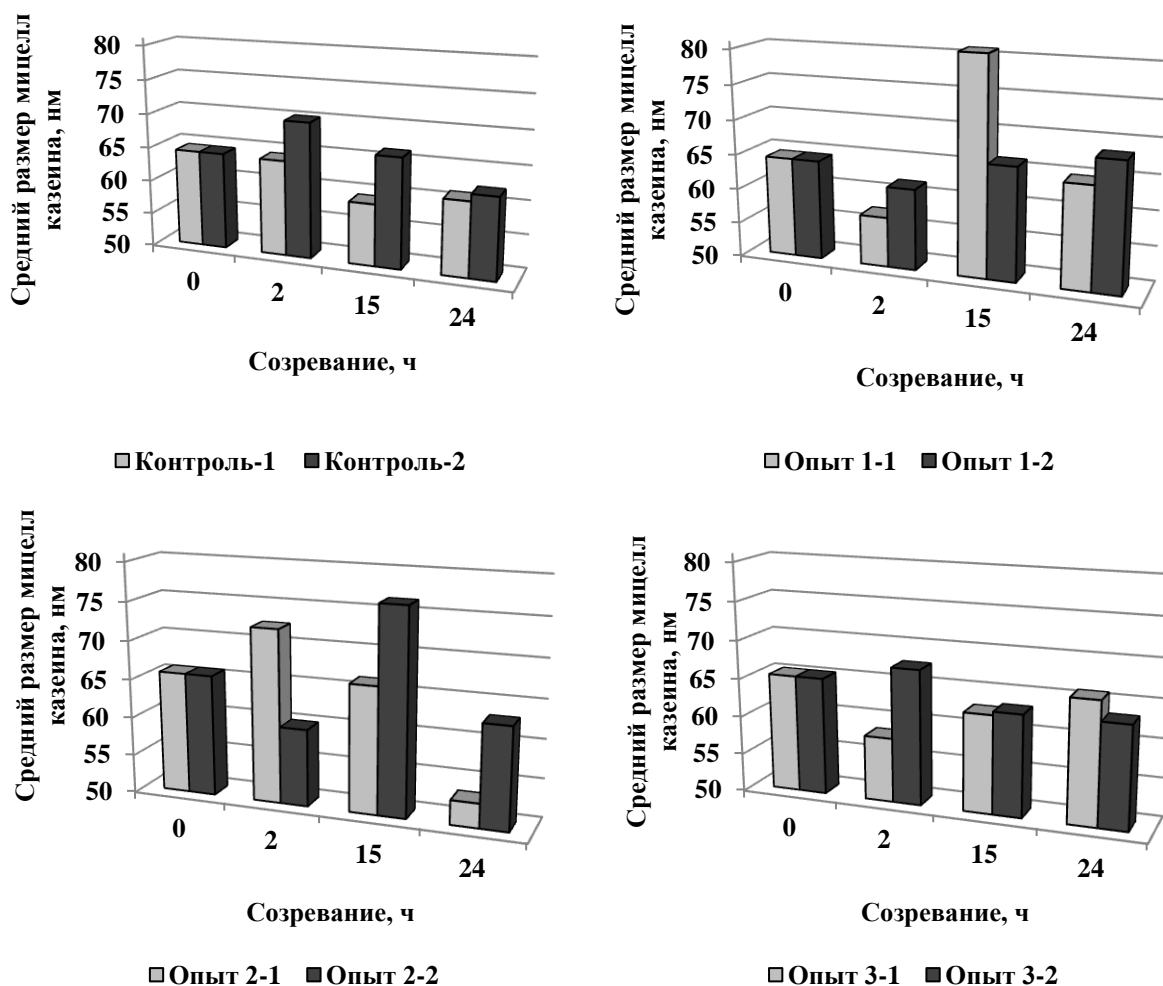 Средний размер мицелл
казеина, нм
80
75
70
65
60
55
50
0
2
15
24
Созревание, ч
Контроль-1 Контроль-2
Средний размер мицелл
казеина, нм
80
75
70
65
60
55
50
0
2
15
24
Созревание, ч
Опыт 1-1 Опыт 1-2
Средний размер мицелл
казеина, нм
80
75
70
65
60
55
50
0
2
15
24
Созревание, ч
Опыт 2-1 Опыт 2-2
Средний размер мицелл
казеина, нм
80
75
70
65
60
55
50
0
2
15
24
Созревание, ч
Опыт 3-1 Опыт 3-2